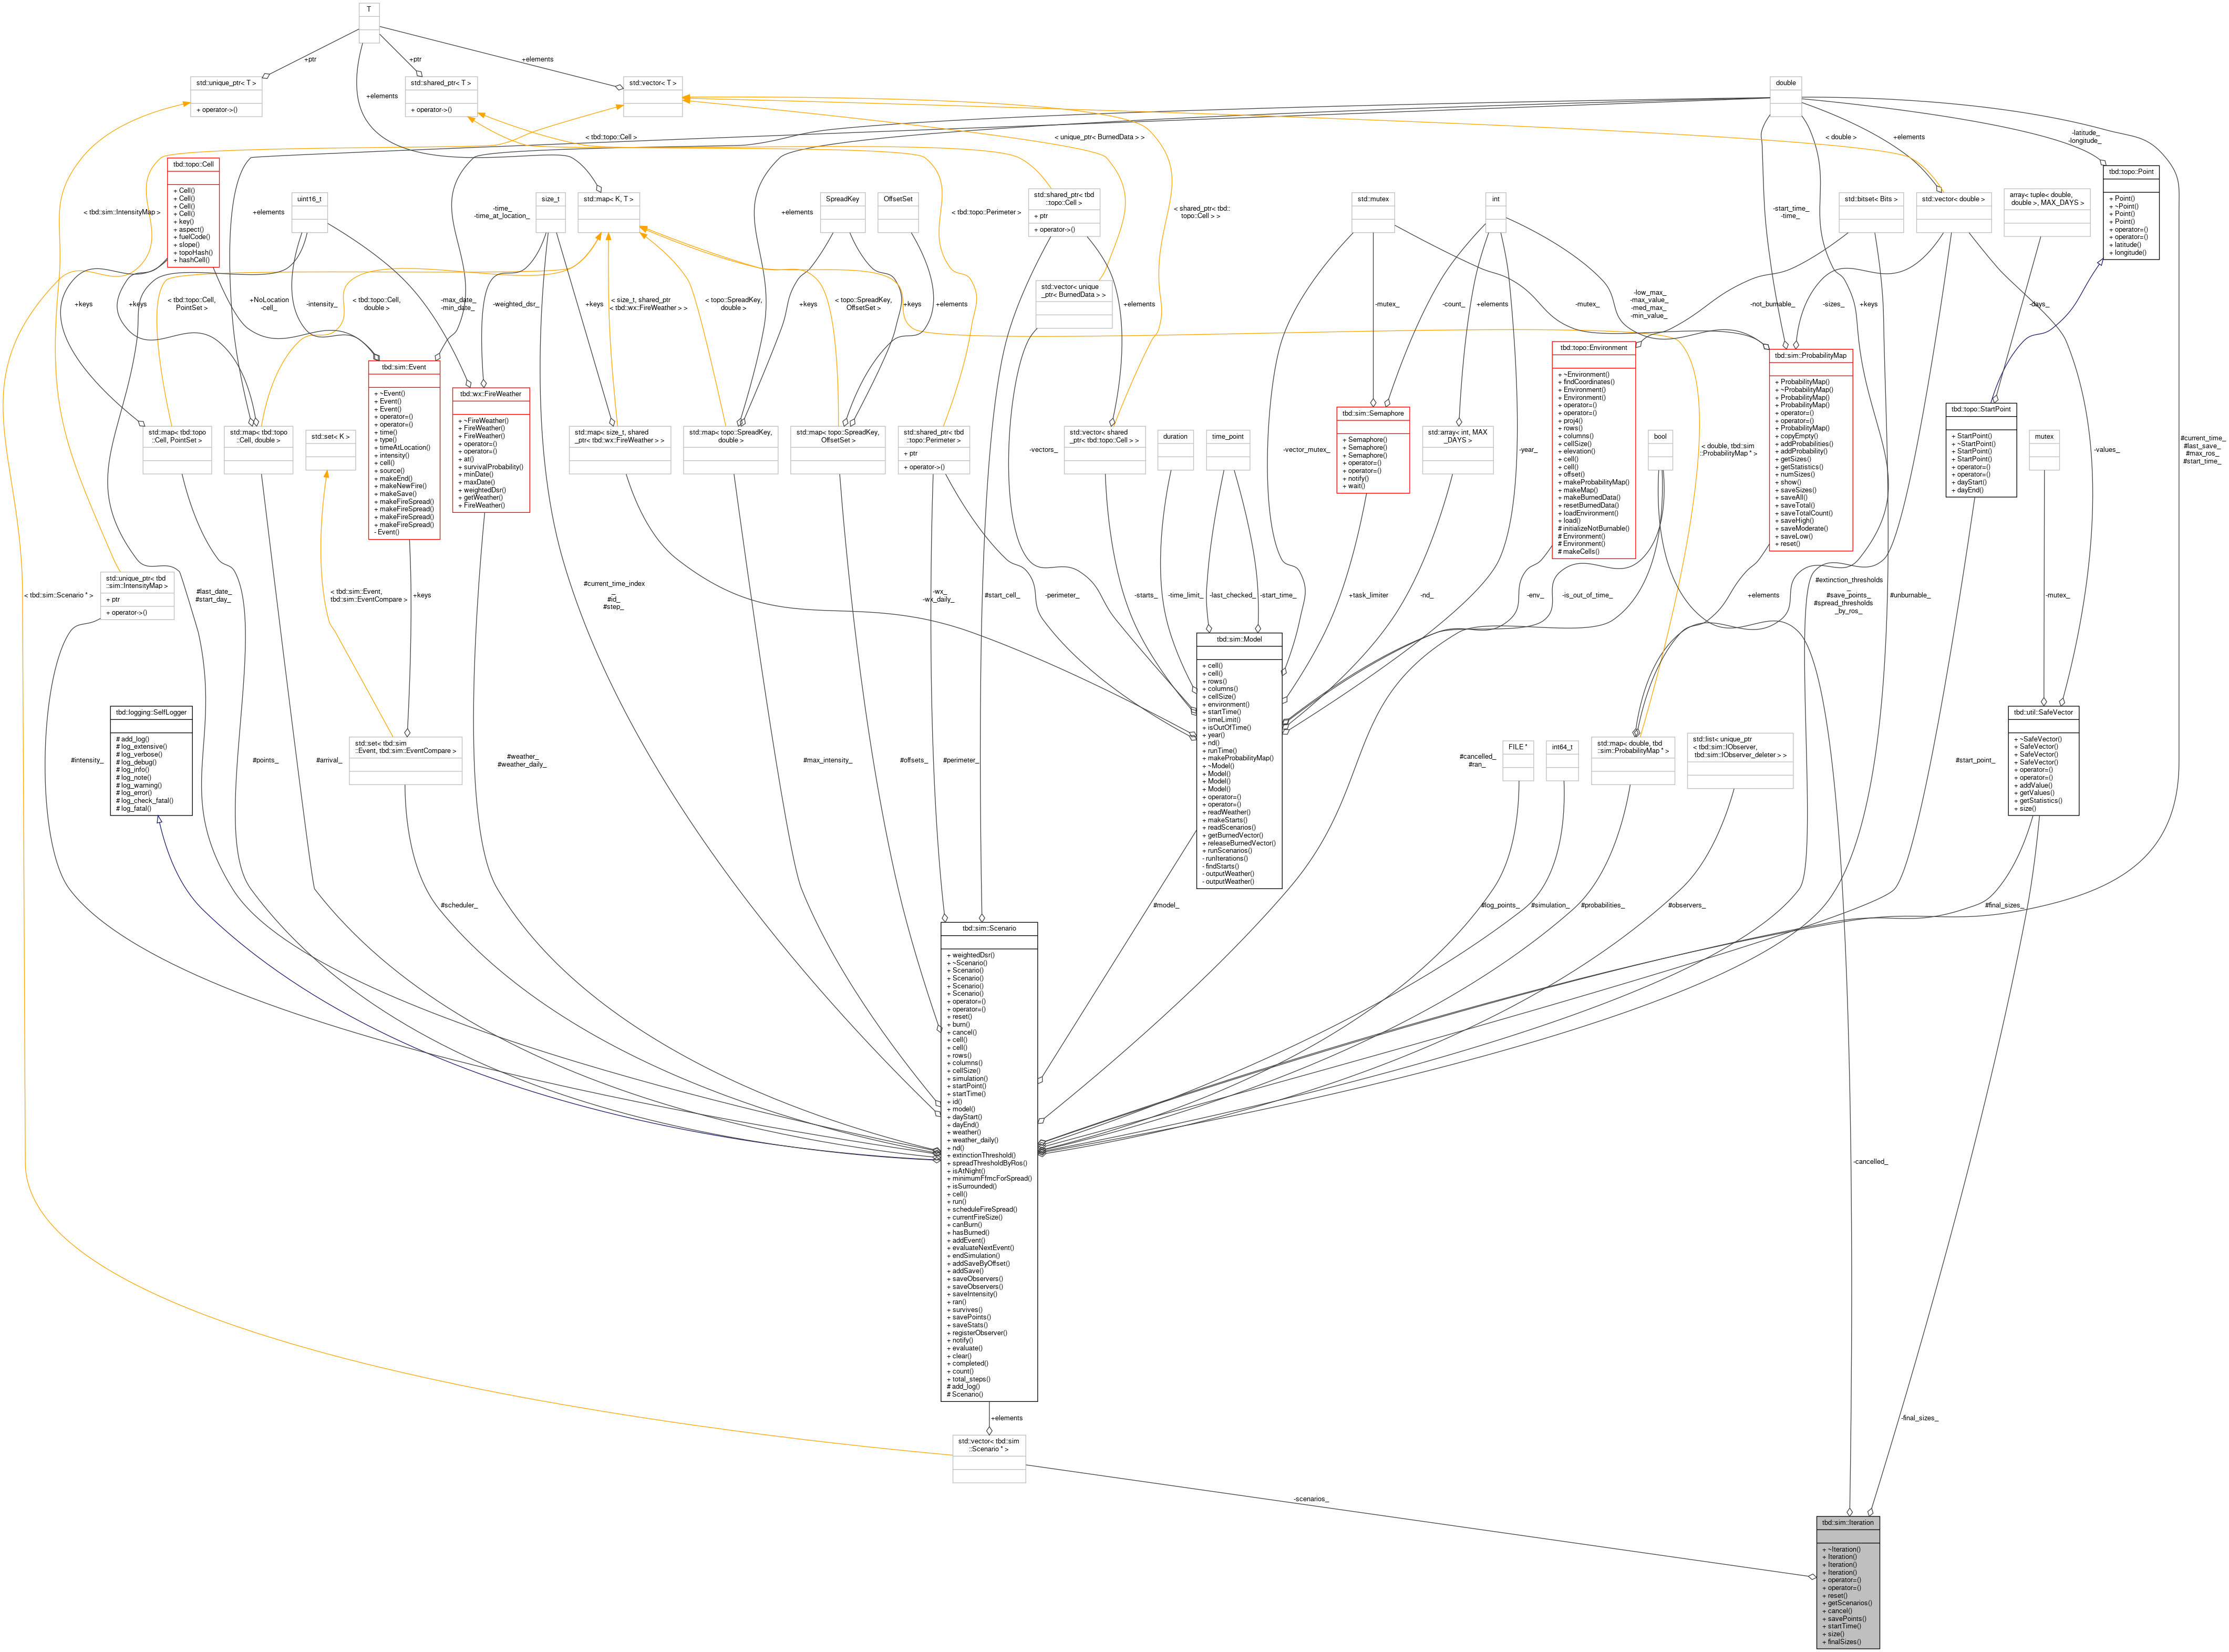 T
+ptr
+ptr
+elements
std::unique_ptr< T >
+ operator->()
std::shared_ptr< T >
+ operator->()
std::vector< T >
double
+elements
< tbd::topo::Cell >
< unique_ptr< BurnedData > >
< double >
+elements
-latitude_
-longitude_
tbd::topo::Cell
+ Cell()
+ Cell()
+ Cell()
+ Cell()
+ key()
+ aspect()
+ fuelCode()
+ slope()
+ topoHash()
+ hashCell()
< tbd::sim::IntensityMap >
+elements
uint16_t
-time_
-time_at_location_
size_t
std::map< K, T >
+elements
SpreadKey
OffsetSet
< tbd::topo::Perimeter >
std::shared_ptr< tbd
::topo::Cell >
+ ptr
+ operator->()
< shared_ptr< tbd::
topo::Cell > >
std::mutex
int
-start_time_
-time_
std::bitset< Bits >
std::vector< double >
array< tuple< double,
double >, MAX_DAYS >
tbd::topo::Point
+ Point()
+ ~Point()
+ Point()
+ Point()
+ operator=()
+ operator=()
+ latitude()
+ longitude()
+keys
+keys
< tbd::topo::Cell,
PointSet >
+NoLocation
-cell_
-intensity_
< tbd::topo::Cell,
double >
-max_date_
-min_date_
-weighted_dsr_
+keys
< size_t, shared_ptr
< tbd::wx::FireWeather > >
< topo::SpreadKey,
double >
+keys
< topo::SpreadKey,
OffsetSet >
+keys
+elements
std::vector< unique
_ptr< BurnedData > >
+elements
-mutex_
-count_
+elements
-mutex_
-low_max_
-max_value_
-med_max_
-min_value_
-not_burnable_
-sizes_
+keys
-days_
tbd::sim::Event
+ ~Event()
+ Event()
+ Event()
+ operator=()
+ operator=()
+ time()
+ type()
+ timeAtLocation()
+ intensity()
+ cell()
+ source()
+ makeEnd()
+ makeNewFire()
+ makeSave()
+ makeFireSpread()
+ makeFireSpread()
+ makeFireSpread()
+ makeFireSpread()
- Event()
tbd::wx::FireWeather
+ ~FireWeather()
+ FireWeather()
+ FireWeather()
+ operator=()
+ operator=()
+ at()
+ survivalProbability()
+ minDate()
+ maxDate()
+ weightedDsr()
+ getWeather()
+ FireWeather()
tbd::topo::Environment
+ ~Environment()
+ findCoordinates()
+ Environment()
+ Environment()
+ operator=()
+ operator=()
+ proj4()
+ rows()
+ columns()
+ cellSize()
+ elevation()
+ cell()
+ cell()
+ offset()
+ makeProbabilityMap()
+ makeMap()
+ makeBurnedData()
+ resetBurnedData()
+ loadEnvironment()
+ load()
# initializeNotBurnable()
# Environment()
# makeCells()
tbd::sim::ProbabilityMap
+ ProbabilityMap()
+ ~ProbabilityMap()
+ ProbabilityMap()
+ ProbabilityMap()
+ ProbabilityMap()
+ operator=()
+ operator=()
+ ProbabilityMap()
+ copyEmpty()
+ addProbabilities()
+ addProbability()
+ getSizes()
+ getStatistics()
+ numSizes()
+ show()
+ saveSizes()
+ saveAll()
+ saveTotal()
+ saveTotalCount()
+ saveHigh()
+ saveModerate()
+ saveLow()
+ reset()
tbd::topo::StartPoint
+ StartPoint()
+ ~StartPoint()
+ StartPoint()
+ StartPoint()
+ operator=()
+ operator=()
+ dayStart()
+ dayEnd()
tbd::sim::Semaphore
+ Semaphore()
+ Semaphore()
+ Semaphore()
+ operator=()
+ operator=()
+ notify()
+ wait()
std::map< tbd::topo
::Cell, PointSet >
std::map< tbd::topo
::Cell, double >
std::set< K >
std::map< size_t, shared
_ptr< tbd::wx::FireWeather > >
std::map< topo::SpreadKey,
double >
std::map< topo::SpreadKey,
OffsetSet >
std::shared_ptr< tbd
::topo::Perimeter >
+ ptr
+ operator->()
-vectors_
std::vector< shared
_ptr< tbd::topo::Cell > >
duration
time_point
-vector_mutex_
std::array< int, MAX
_DAYS >
-year_
bool
< double, tbd::sim
::ProbabilityMap * >
mutex
-values_
#current_time_
#last_save_
#max_ros_
#start_time_
std::unique_ptr< tbd
::sim::IntensityMap >
+ ptr
+ operator->()
< tbd::sim::Scenario * >
#last_date_
#start_day_
< tbd::sim::Event,
tbd::sim::EventCompare >
+keys
#current_time_index
_
#id_
#step_
-wx_
-wx_daily_
#start_cell_
-perimeter_
-starts_
-time_limit_
-last_checked_
-start_time_
+task_limiter
-nd_
-env_
-is_out_of_time_
+elements
#extinction_thresholds
_
#save_points_
#spread_thresholds
_by_ros_
#unburnable_
-mutex_
tbd::sim::Model
+ cell()
+ cell()
+ rows()
+ columns()
+ cellSize()
+ environment()
+ startTime()
+ timeLimit()
+ isOutOfTime()
+ year()
+ nd()
+ runTime()
+ makeProbabilityMap()
+ ~Model()
+ Model()
+ Model()
+ Model()
+ operator=()
+ operator=()
+ readWeather()
+ makeStarts()
+ readScenarios()
+ getBurnedVector()
+ releaseBurnedVector()
+ runScenarios()
- runIterations()
- findStarts()
- outputWeather()
- outputWeather()
tbd::logging::SelfLogger
# add_log()
# log_extensive()
# log_verbose()
# log_debug()
# log_info()
# log_note()
# log_warning()
# log_error()
# log_check_fatal()
# log_fatal()
#intensity_
#points_
#arrival_
std::set< tbd::sim
::Event, tbd::sim::EventCompare >
#weather_
#weather_daily_
#max_intensity_
#offsets_
#perimeter_
#cancelled_
#ran_
FILE *
int64_t
std::map< double, tbd
::sim::ProbabilityMap * >
std::list< unique_ptr
< tbd::sim::IObserver,
tbd::sim::IObserver_deleter > >
#start_point_
tbd::util::SafeVector
+ ~SafeVector()
+ SafeVector()
+ SafeVector()
+ SafeVector()
+ operator=()
+ operator=()
+ addValue()
+ getValues()
+ getStatistics()
+ size()
#scheduler_
#model_
#log_points_
#simulation_
#probabilities_
#observers_
#final_sizes_
tbd::sim::Scenario
+ weightedDsr()
+ ~Scenario()
+ Scenario()
+ Scenario()
+ Scenario()
+ Scenario()
+ operator=()
+ operator=()
+ reset()
+ burn()
+ cancel()
+ cell()
+ cell()
+ rows()
+ columns()
+ cellSize()
+ simulation()
+ startPoint()
+ startTime()
+ id()
+ model()
+ dayStart()
+ dayEnd()
+ weather()
+ weather_daily()
+ nd()
+ extinctionThreshold()
+ spreadThresholdByRos()
+ isAtNight()
+ minimumFfmcForSpread()
+ isSurrounded()
+ cell()
+ run()
+ scheduleFireSpread()
+ currentFireSize()
+ canBurn()
+ hasBurned()
+ addEvent()
+ evaluateNextEvent()
+ endSimulation()
+ addSaveByOffset()
+ addSave()
+ saveObservers()
+ saveObservers()
+ saveIntensity()
+ ran()
+ survives()
+ savePoints()
+ saveStats()
+ registerObserver()
+ notify()
+ evaluate()
+ clear()
+ completed()
+ count()
+ total_steps()
# add_log()
# Scenario()
-cancelled_
+elements
-final_sizes_
std::vector< tbd::sim
::Scenario * >
-scenarios_
tbd::sim::Iteration
+ ~Iteration()
+ Iteration()
+ Iteration()
+ Iteration()
+ operator=()
+ operator=()
+ reset()
+ getScenarios()
+ cancel()
+ savePoints()
+ startTime()
+ size()
+ finalSizes()